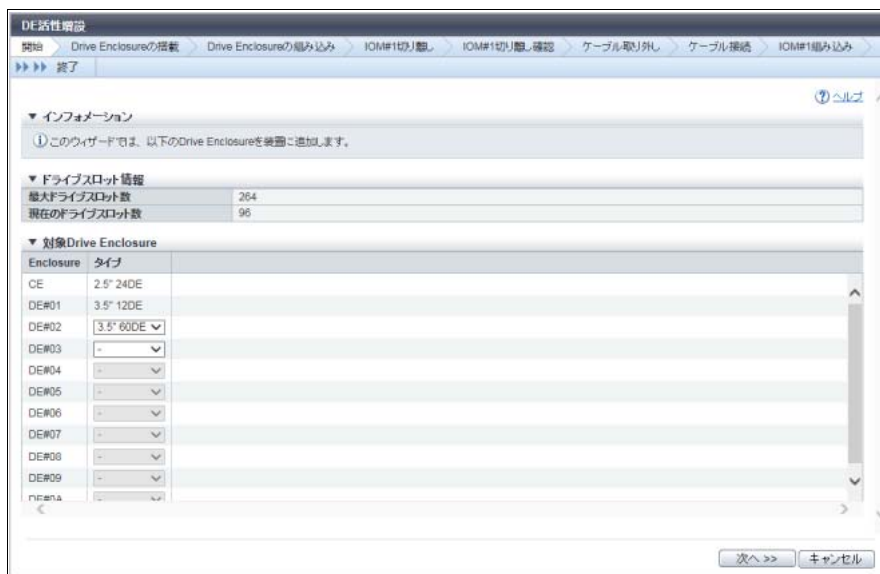 DE活性増設
開始 Drive Enclosureの搭載 Drive Enclosureの組み込み IOM#1切り離し IOM#1切り離し確認 ケーブル取り外し ケーブル接続 IOM#1組み込み
終了
ヘルプ
▼ インフォメーション
このウィザードでは、以下のDrive Enclosureを装置に追加します。
▼ ドライブスロット情報
最大ドライブスロット数 264
現在のドライブスロット数 96
▼ 対象Drive Enclosure
Enclosure タイプ
CE 2.5" 24DE
DE#01 3.5" 12DE
DE#02 3.5" 60DE
DE#03 -
DE#04 -
DE#05 -
DE#06 -
DE#07 -
DE#08 -
DE#09 -
DE#0A -
次へ >> キャンセル